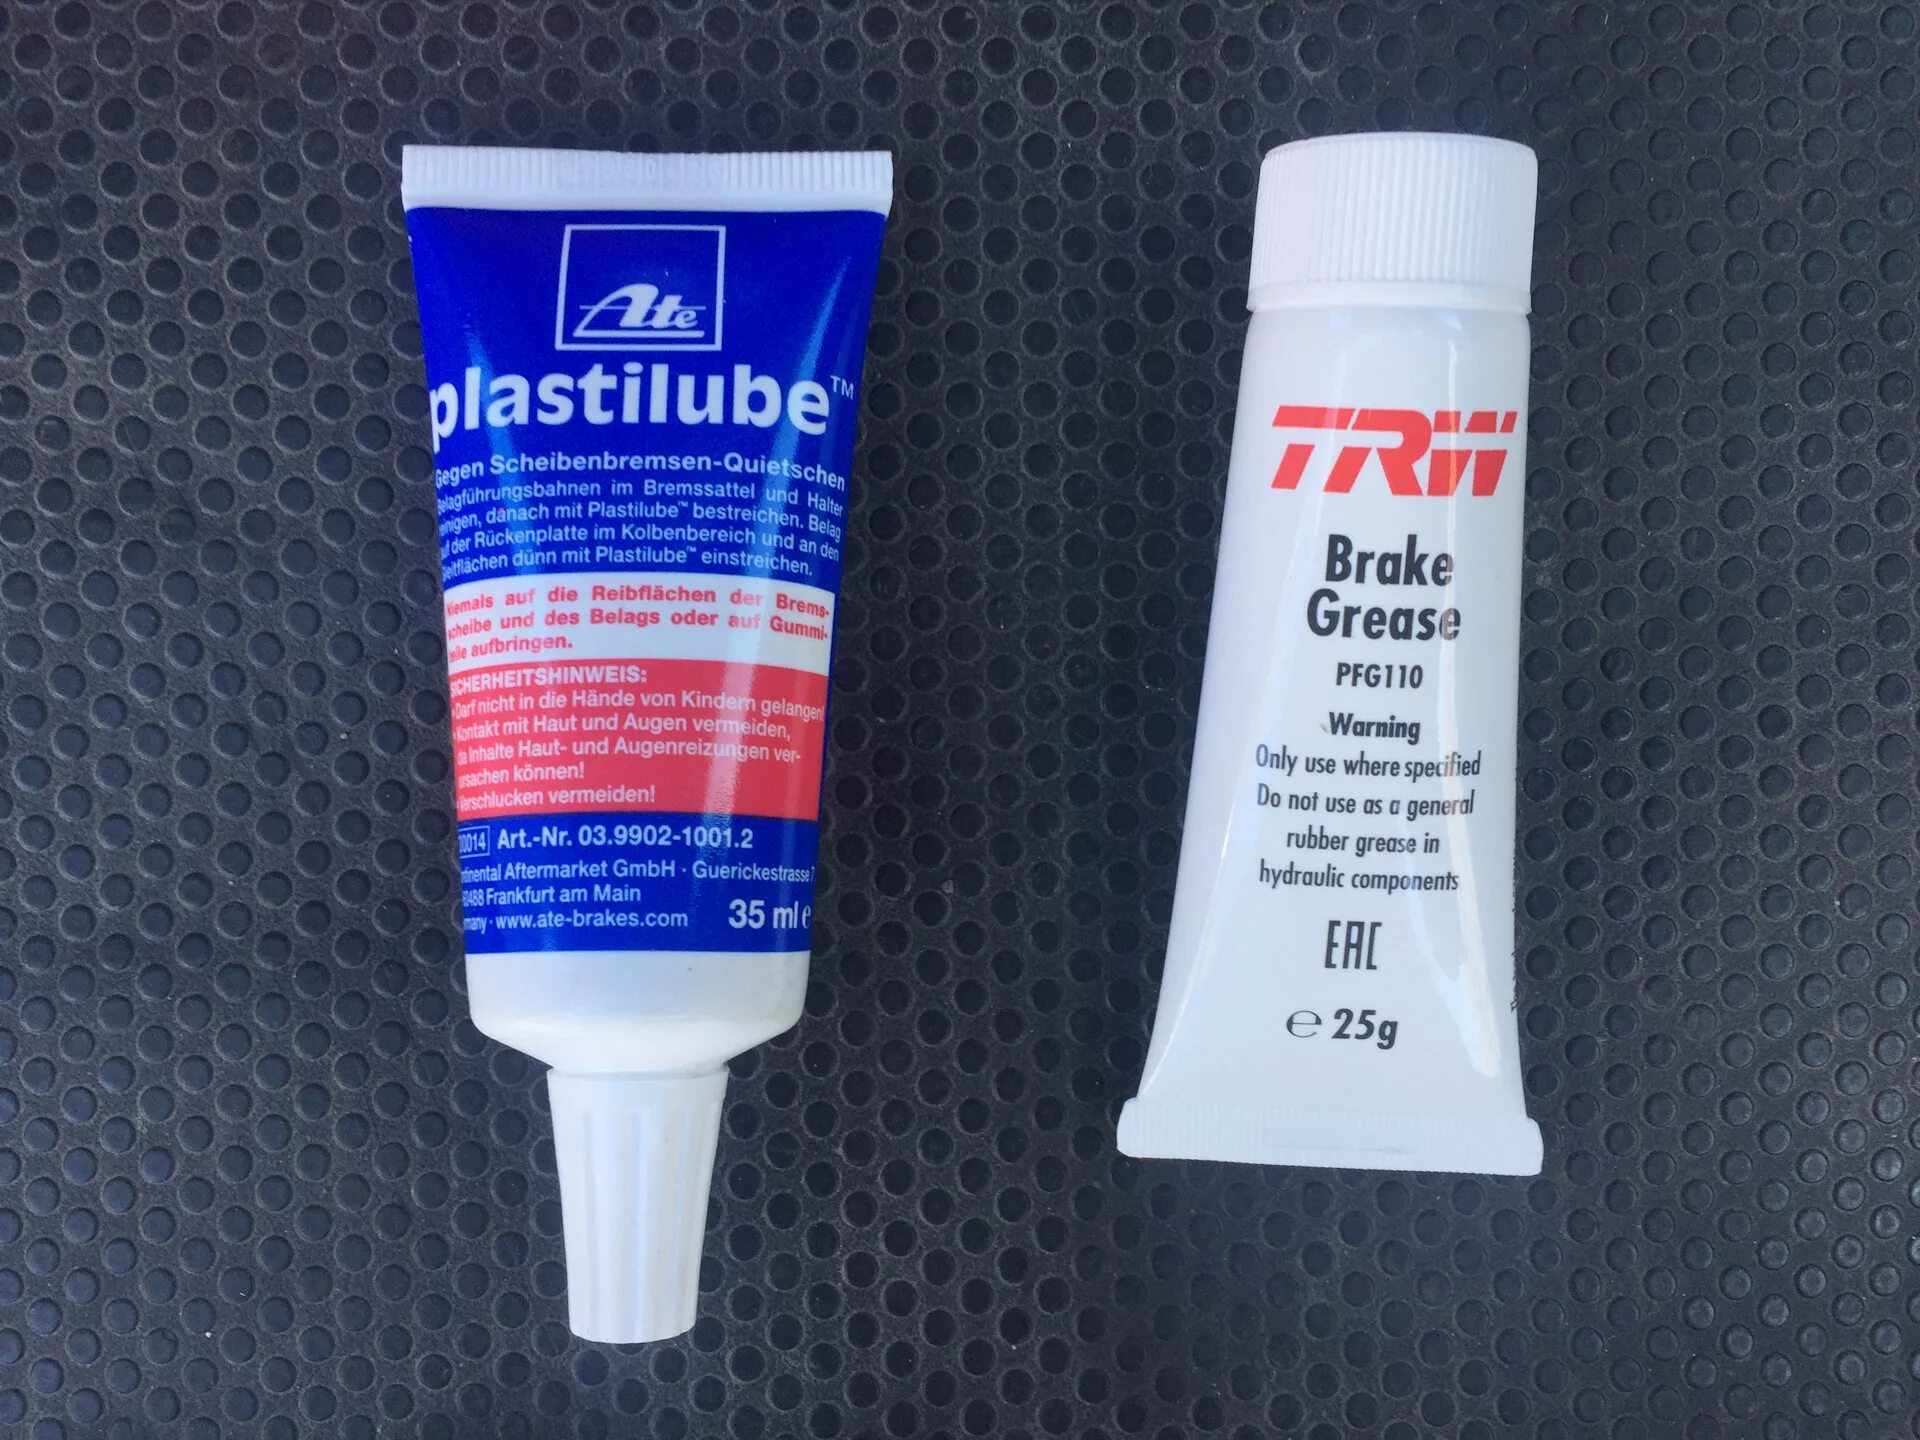 Ate
plastilube™
Gegen Scheibenbremsen-Quietschen
Belagführungsbahnen im Bremssattel und Halter
reinigen, danach mit Plastilube™ bestreichen. Belag
auf der Rückenplatte im Kolbenbereich und an den
Gleitflächen dünn mit Plastilube™ einstreichen.
Niemals auf die Reibflächen der Brems-
scheibe und des Belags oder auf Gummi-
teile aufbringen.
SICHERHEITSHINWEIS:
• Darf nicht in die Hände von Kindern gelangen!
• Kontakt mit Haut und Augen vermeiden,
da Inhalte Haut- und Augenreizungen ver-
ursachen können!
• Verschlucken vermeiden!
Art.-Nr. 03.9902-1001.2
Continental Aftermarket GmbH · Guerickestrasse 7
60488 Frankfurt am Main
Germany · www.ate-brakes.com
35 ml e
TRW
Brake
Grease
PFG110
Warning
Only use where specified
Do not use as a general
rubber grease in
hydraulic components
EAC
℮ 25g